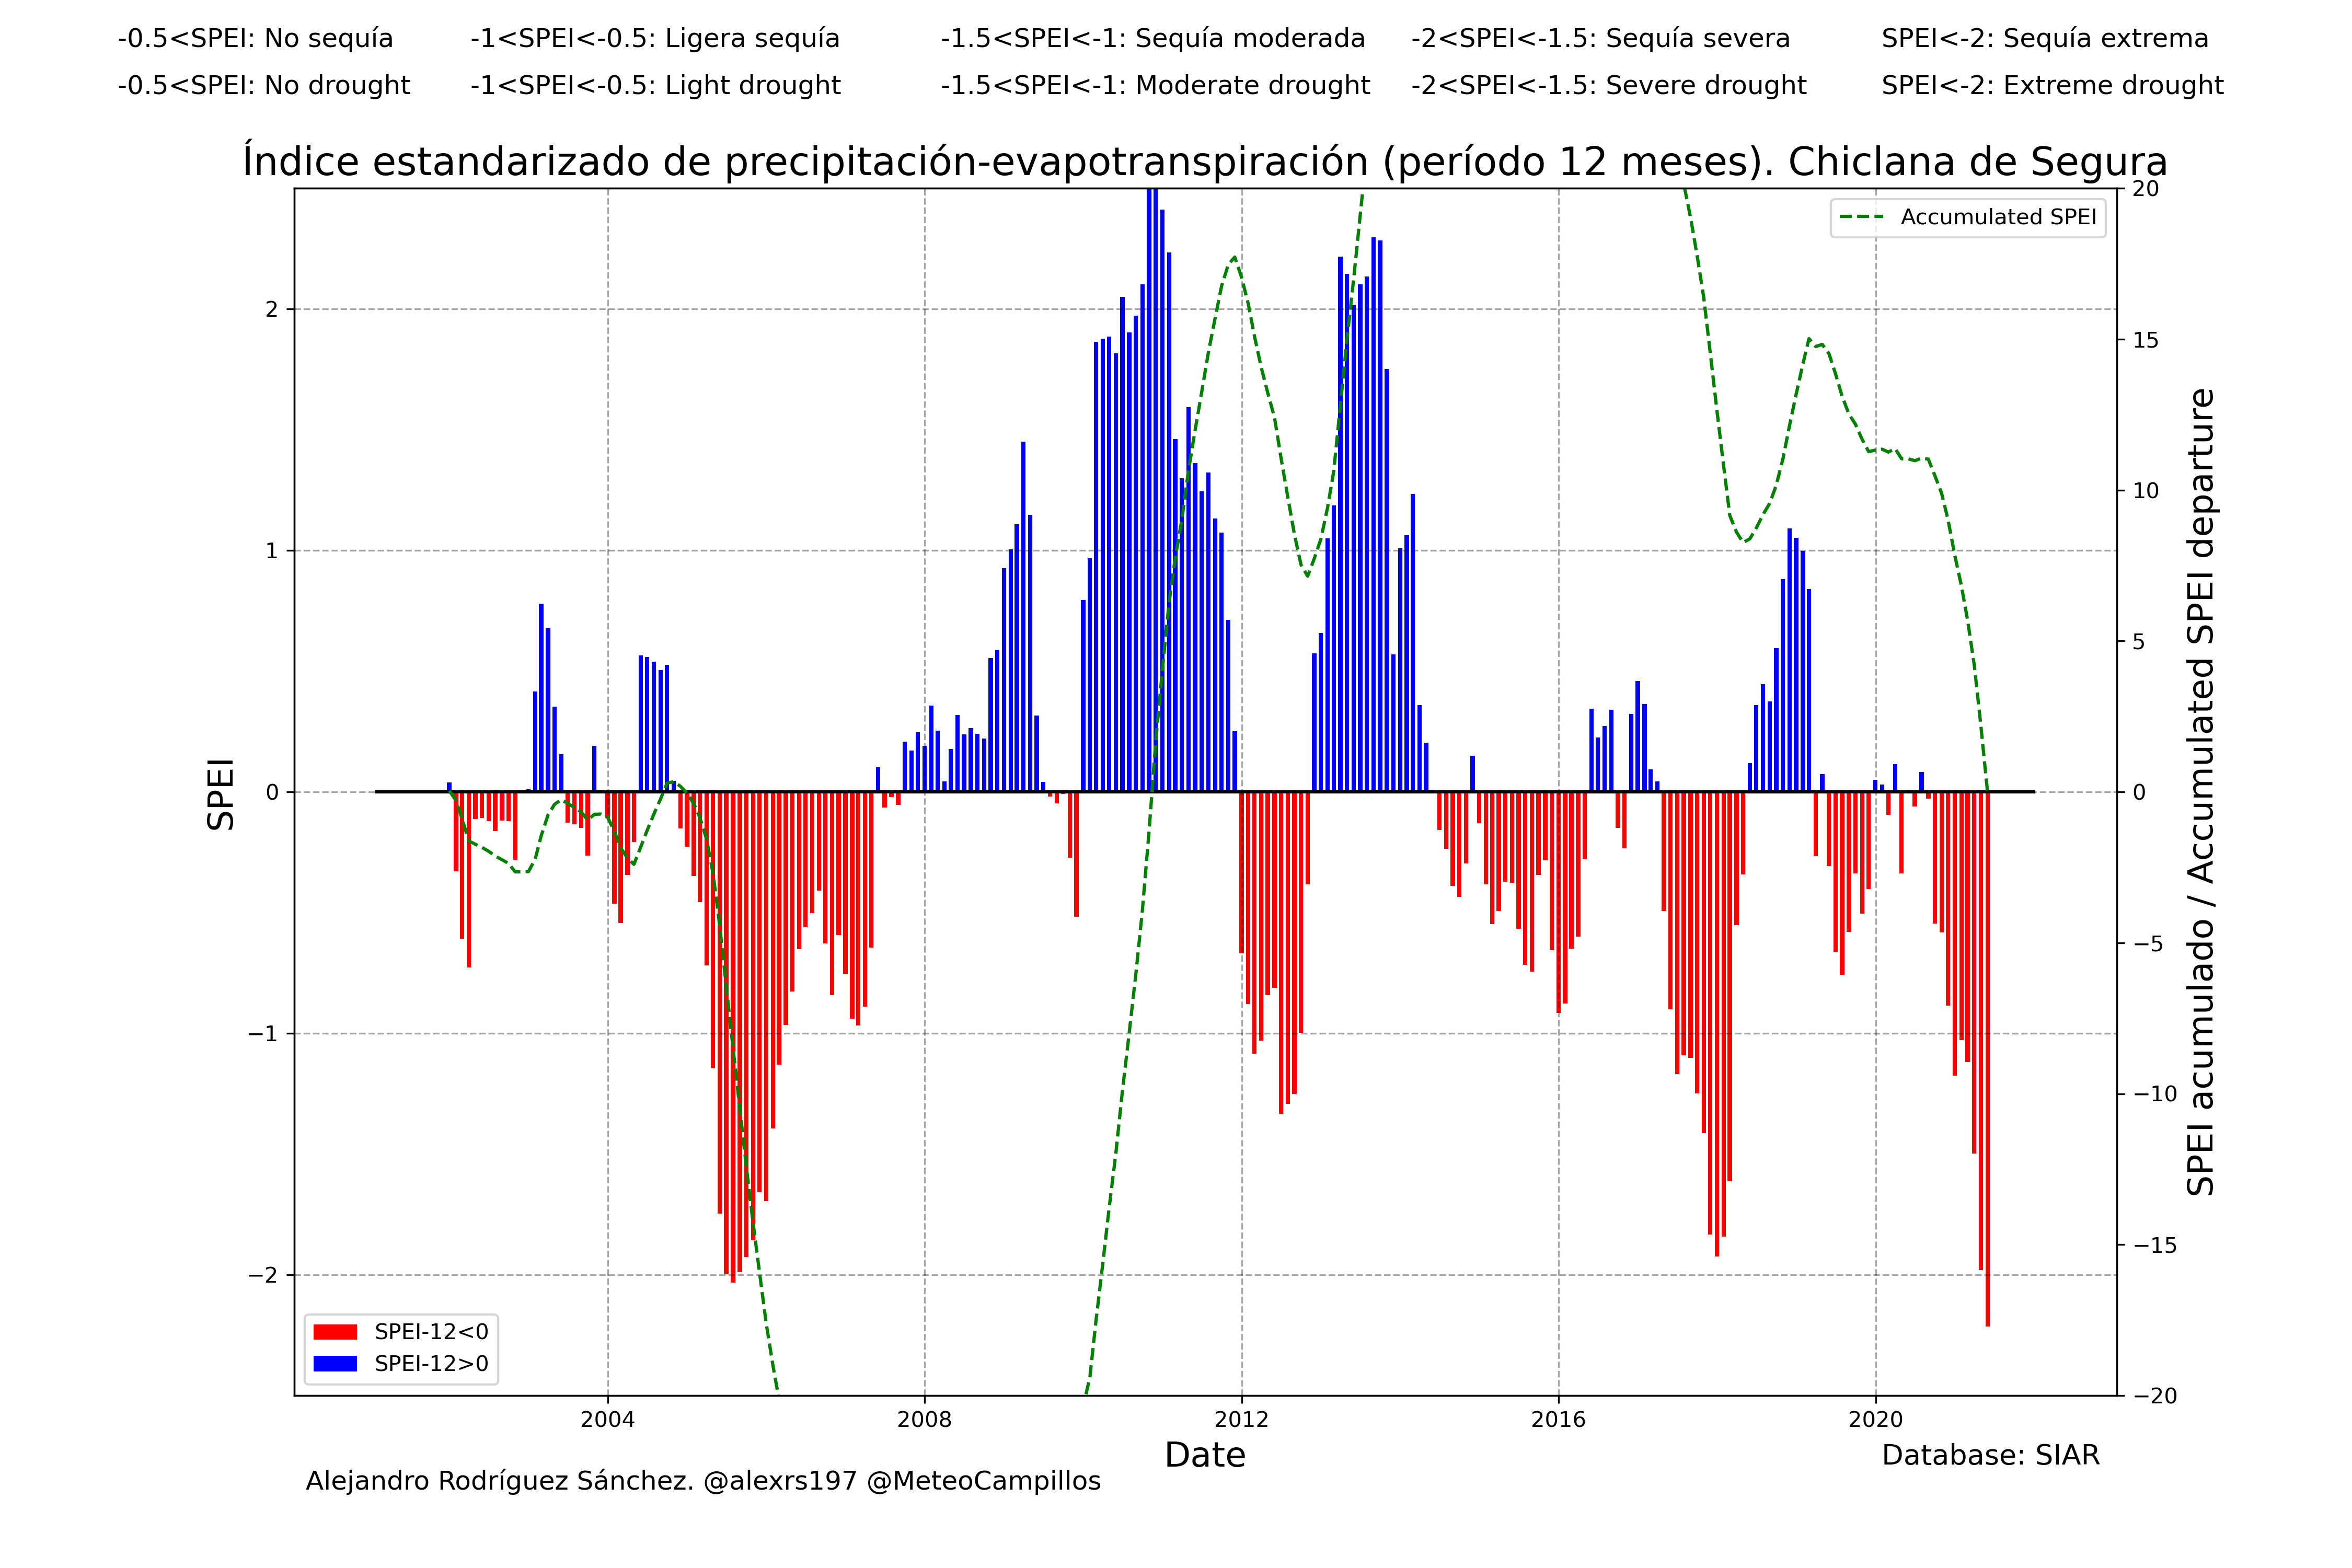 -0.5<SPEI: No sequía -1<SPEI<-0.5: Ligera sequía -1.5<SPEI<-1: Sequía moderada -2<SPEI<-1.5: Sequía severa SPEI<-2: Sequía extrema
-0.5<SPEI: No drought -1<SPEI<-0.5: Light drought -1.5<SPEI<-1: Moderate drought -2<SPEI<-1.5: Severe drought SPEI<-2: Extreme drought
Índice estandarizado de precipitación-evapotranspiración (período 12 meses). Chiclana de Segura
Accumulated SPEI
SPEI
2
1
0
−1
−2
20
15
10
5
0
−5
−10
−15
−20
SPEI acumulado / Accumulated SPEI departure
SPEI-12<0
SPEI-12>0
2004 2008 2012 2016 2020
Date
Database: SIAR
Alejandro Rodríguez Sánchez. @alexrs197 @MeteoCampillos